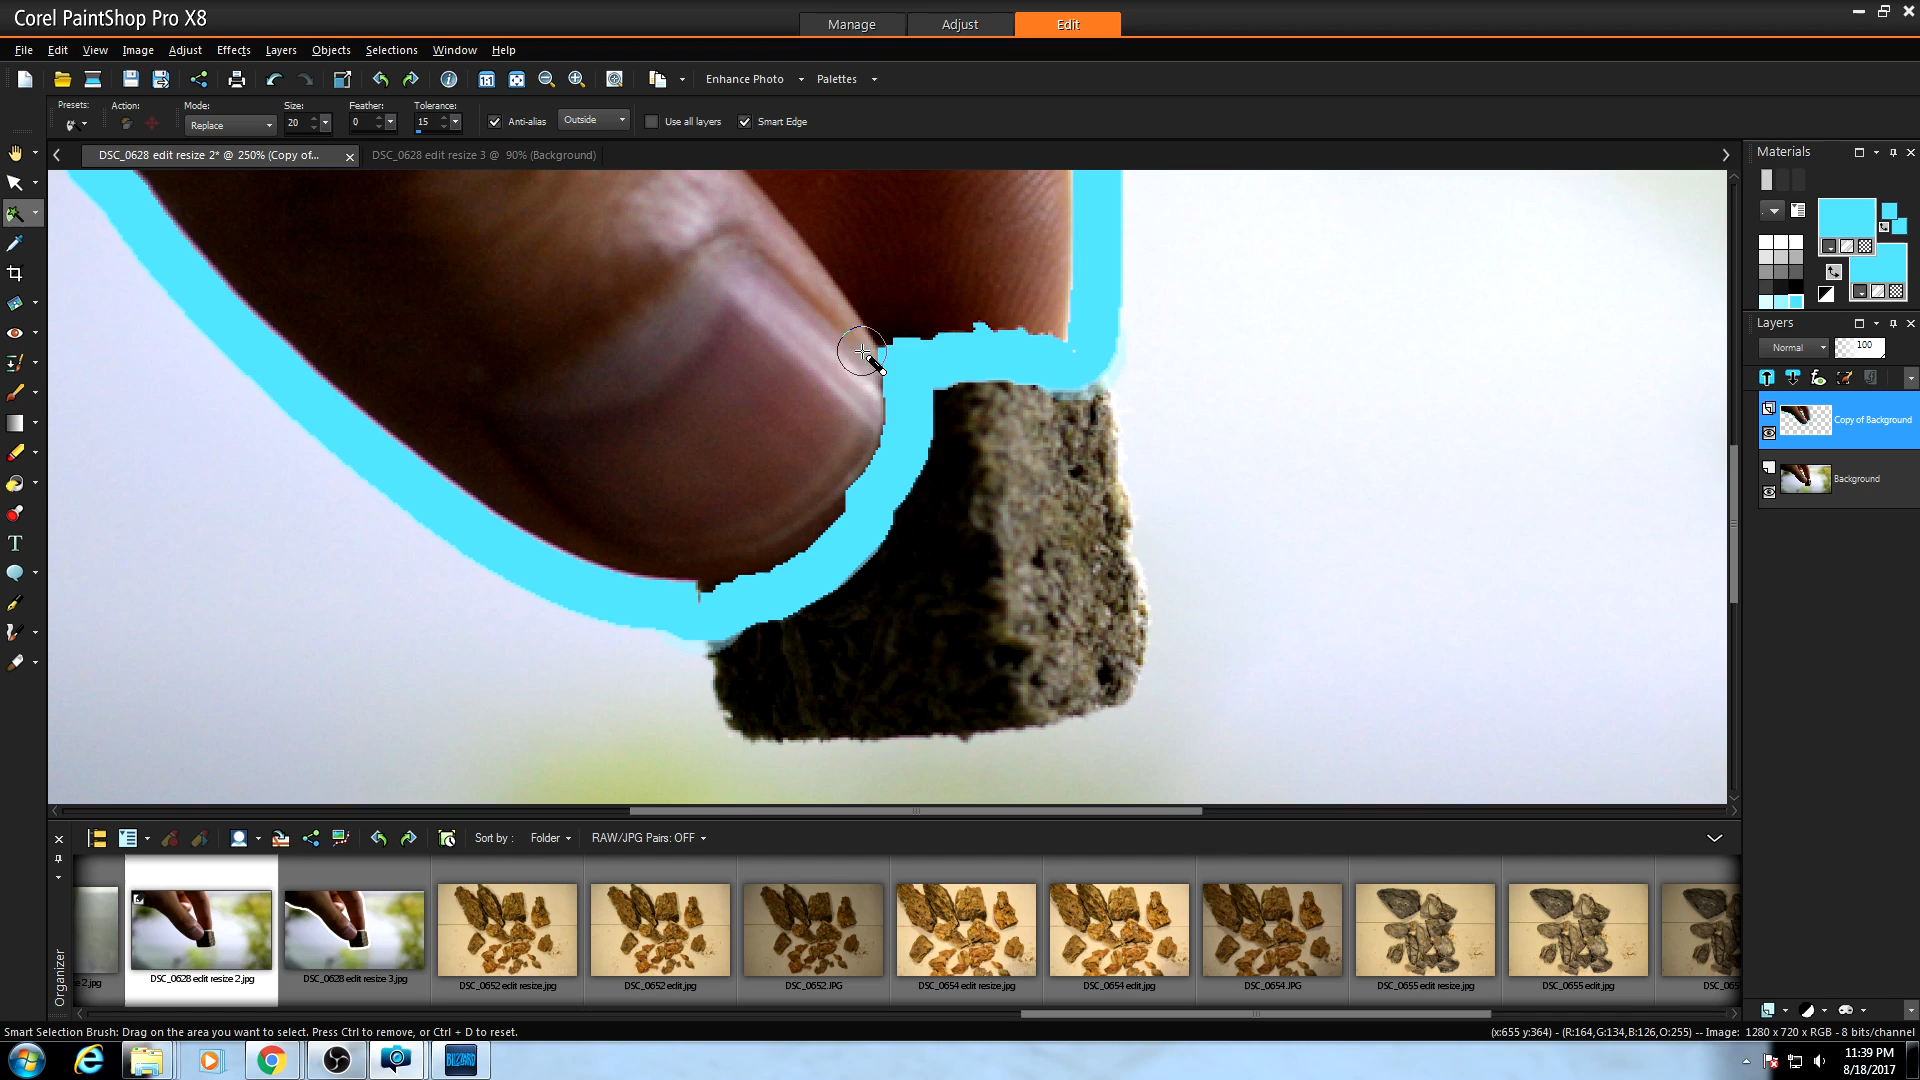 Corel PaintShop Pro X8
Manage Adjust Edit
File Edit View Image Adjust Effects Layers Objects Selections Window Help
Enhance Photo Palettes
Presets: Action: Mode: Size: Feather: Tolerance:
Replace 20 0 15 Anti-alias Outside Use all layers Smart Edge
DSC_0628 edit resize 2* @ 250% (Copy of... DSC_0628 edit resize 3 @ 90% (Background)
Materials
Layers
Normal 100
Copy of Background
Background
Sort by : Folder RAW/JPG Pairs: OFF
Organizer
e 2.jpg DSC_0628 edit resize 2.jpg DSC_0628 edit resize 3.jpg DSC_0652 edit resize.jpg DSC_0652 edit.jpg DSC_0652.JPG DSC_0654 edit resize.jpg DSC_0654 edit.jpg DSC_0654.JPG DSC_0655 edit resize.jpg DSC_0655 edit.jpg
Smart Selection Brush: Drag on the area you want to select. Press Ctrl to remove, or Ctrl + D to reset. (x:655 y:364) - (R:164,G:134,B:126,O:255) -- Image: 1280 x 720 x RGB - 8 bits/channel
BLIZZARD
11:39 PM
8/18/2017